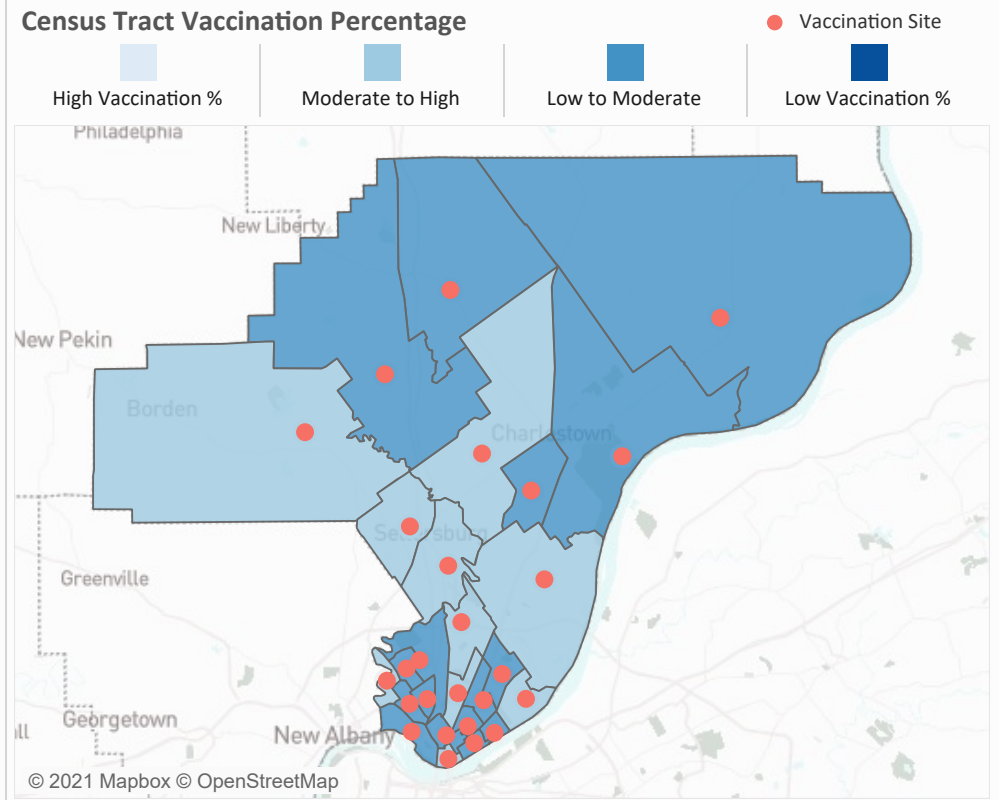 Census Tract Vaccination Percentage
Vaccination Site
High Vaccination %
Moderate to High
Low to Moderate
Low Vaccination %
Philadelphia
New Liberty
New Pekin
Borden
Charlestown
Sellersburg
Greenville
Georgetown
New Albany
© 2021 Mapbox © OpenStreetMap